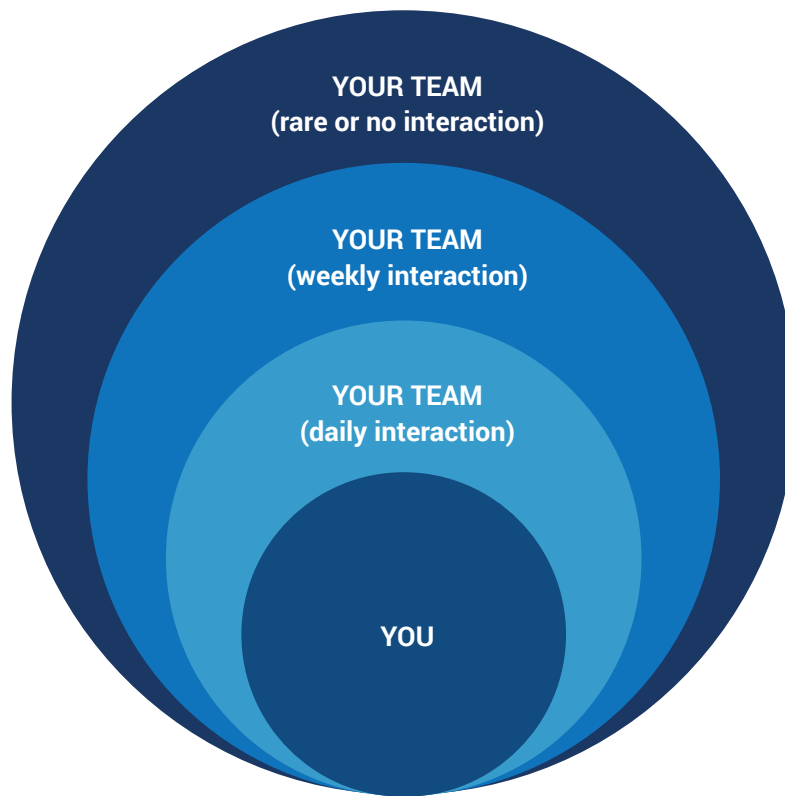 YOUR TEAM
(rare or no interaction)
YOUR TEAM
(weekly interaction)
YOUR TEAM
(daily interaction)
YOU